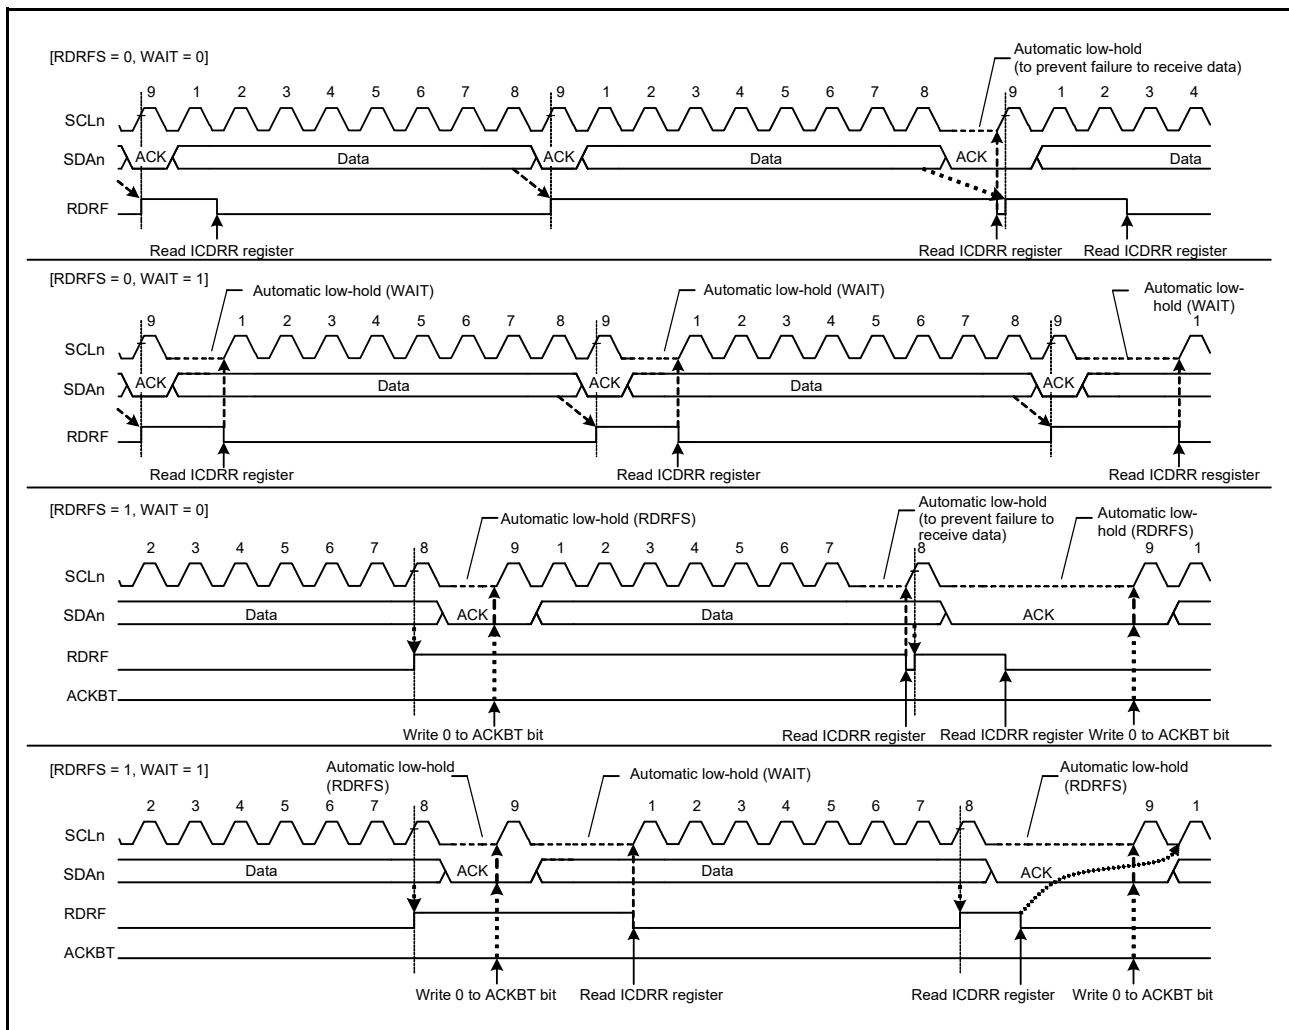 [RDRFS = 0, WAIT = 0]
Automatic low-hold
(to prevent failure to receive data)
9 1 2 3 4 5 6 7 8 9 1 2 3 4 5 6 7 8 9 1 2 3 4
SCLn
SDAn ACK Data ACK Data ACK Data
RDRF
Read ICDRR register Read ICDRR register Read ICDRR register
[RDRFS = 0, WAIT = 1]
Automatic low-hold (WAIT) Automatic low-hold (WAIT) Automatic low-
hold (WAIT)
9 1 2 3 4 5 6 7 8 9 1 2 3 4 5 6 7 8 9 1
SCLn
SDAn ACK Data ACK Data ACK
RDRF
Read ICDRR register Read ICDRR register Read ICDRR resgister
[RDRFS = 1, WAIT = 0]
Automatic low-hold (RDRFS)
Automatic low-hold
(to prevent failure to
receive data)
Automatic low-
hold (RDRFS)
2 3 4 5 6 7 8 9 1 2 3 4 5 6 7 8 9 1
SCLn
SDAn Data ACK Data ACK
RDRF
ACKBT
Write 0 to ACKBT bit Read ICDRR register Read ICDRR register Write 0 to ACKBT bit
[RDRFS = 1, WAIT = 1]
Automatic low-hold
(RDRFS)
Automatic low-hold (WAIT)
Automatic low-hold
(RDRFS)
2 3 4 5 6 7 8 9 1 2 3 4 5 6 7 8 9 1
SCLn
SDAn Data ACK Data ACK
RDRF
ACKBT
Write 0 to ACKBT bit Read ICDRR register Read ICDRR register Write 0 to ACKBT bit